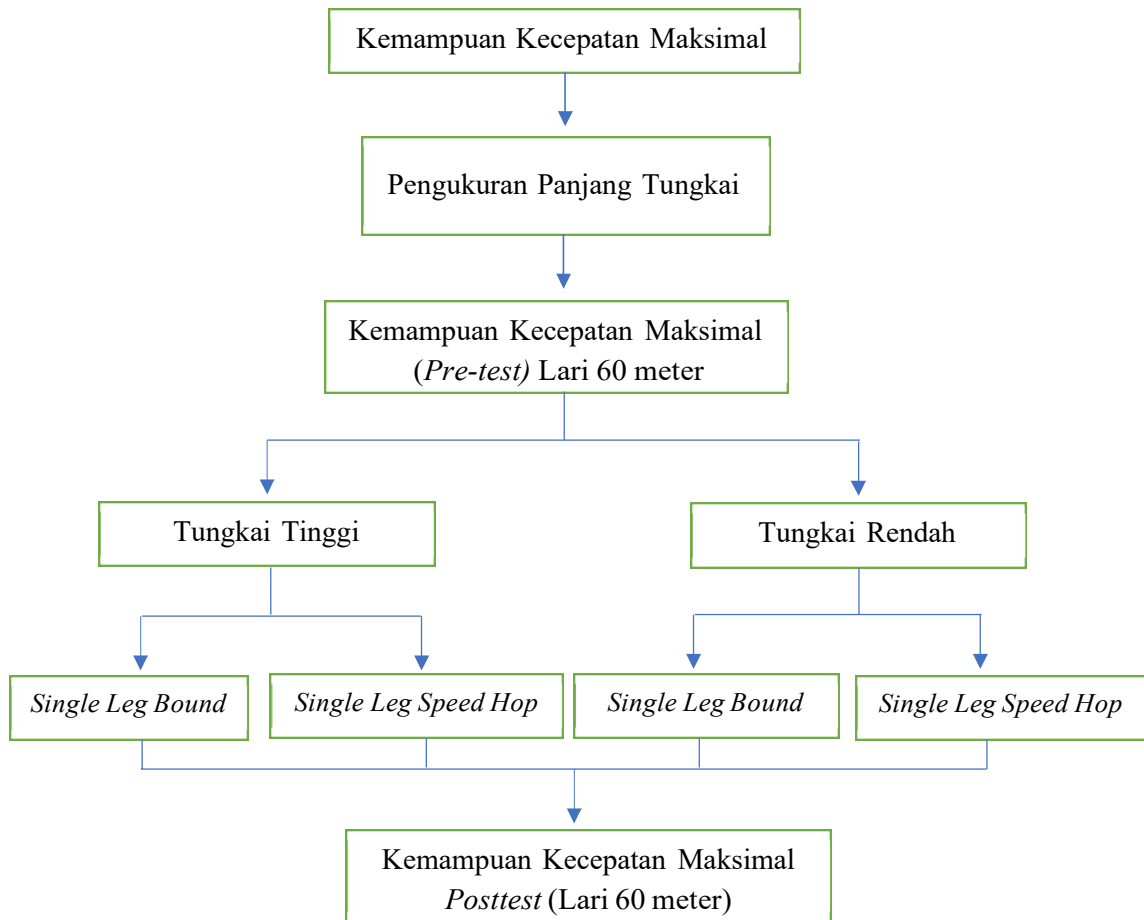 Kemampuan Kecepatan Maksimal
Pengukuran Panjang Tungkai
Kemampuan Kecepatan Maksimal
(Pre-test) Lari 60 meter
Tungkai Tinggi
Tungkai Rendah
Single Leg Bound
Single Leg Speed Hop
Single Leg Bound
Single Leg Speed Hop
Kemampuan Kecepatan Maksimal
Posttest (Lari 60 meter)